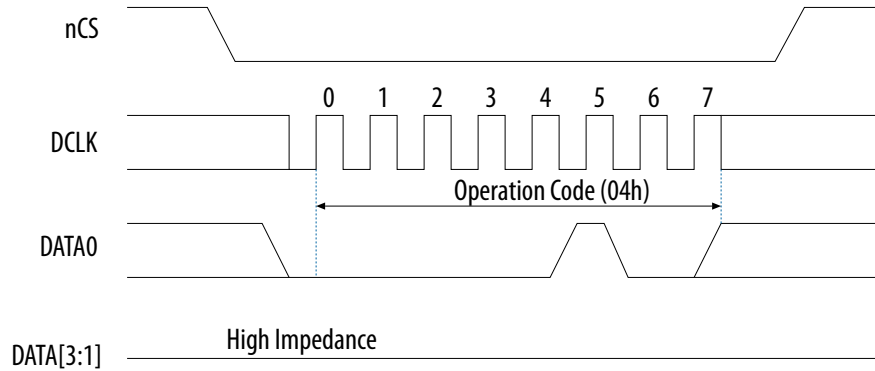 nCS
0 1 2 3 4 5 6 7
DCLK
Operation Code (04h)
DATA0
High Impedance
DATA[3:1]